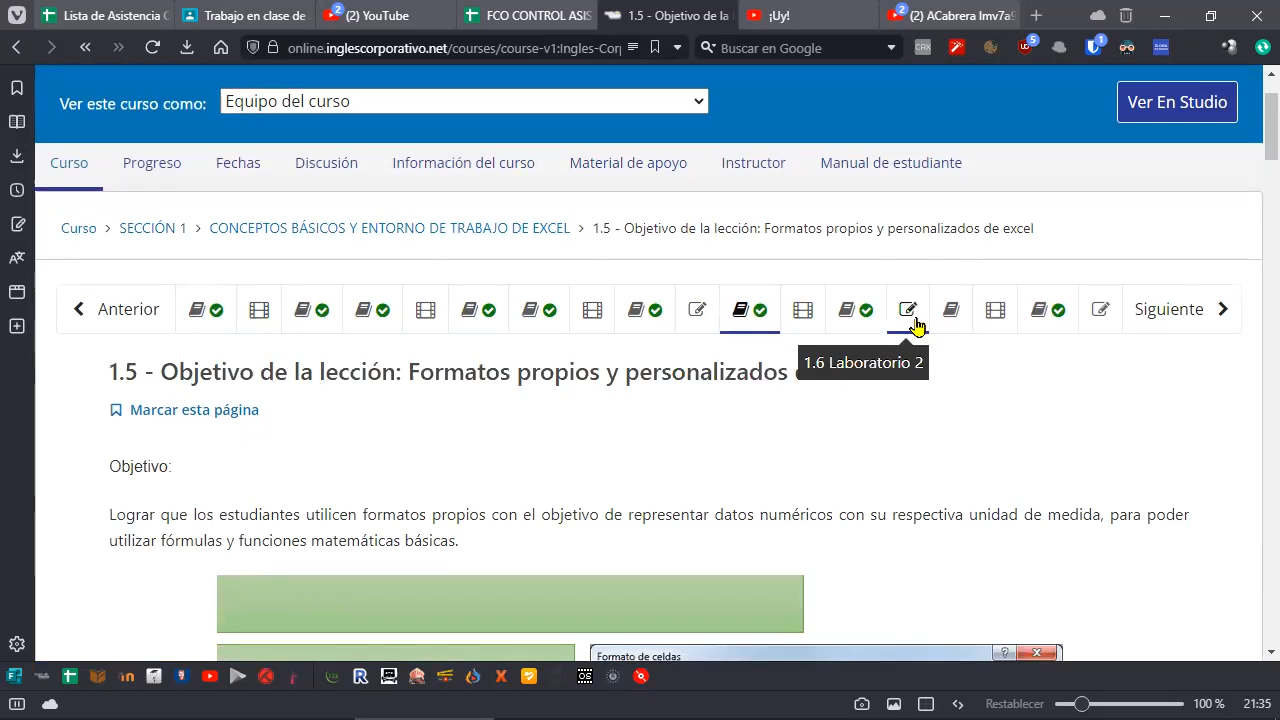 Lista de Asistencia C
Trabajo en clase de
(2) YouTube
FCO CONTROL ASIS
1.5 - Objetivo de la l
¡Uy!
(2) ACabrera Imv7a9
online.inglescorporativo.net/courses/course-v1:Ingles-Corp
Buscar en Google
Ver este curso como:
Equipo del curso
Ver En Studio
Curso
Progreso
Fechas
Discusión
Información del curso
Material de apoyo
Instructor
Manual de estudiante
Curso > SECCIÓN 1 > CONCEPTOS BÁSICOS Y ENTORNO DE TRABAJO DE EXCEL > 1.5 - Objetivo de la lección: Formatos propios y personalizados de excel
Anterior
Siguiente
1.6 Laboratorio 2
1.5 - Objetivo de la lección: Formatos propios y personalizados
Marcar esta página
Objetivo:
Lograr que los estudiantes utilicen formatos propios con el objetivo de representar datos numéricos con su respectiva unidad de medida, para poder
utilizar fórmulas y funciones matemáticas básicas.
Formato de celdas
Restablecer
100 %
21:35